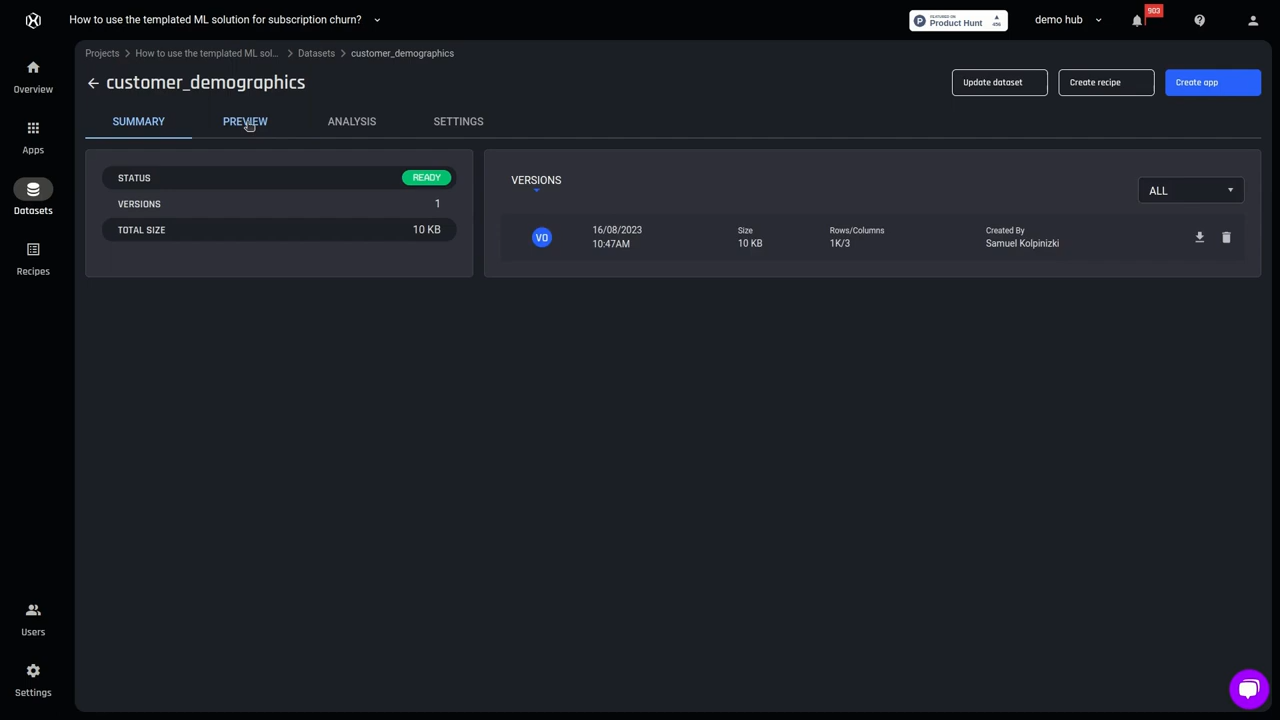 How to use the templated ML solution for subscription churn?
FEATURED ON
Product Hunt
456
demo hub
903
Projects > How to use the templated ML sol... > Datasets > customer_demographics
customer_demographics
Update dataset
Create recipe
Create app
Overview
Apps
Datasets
Recipes
Users
Settings
SUMMARY
PREVIEW
ANALYSIS
SETTINGS
STATUS READY
VERSIONS 1
TOTAL SIZE 10 KB
VERSIONS
ALL
V0
16/08/2023
10:47AM
Size
10 KB
Rows/Columns
1K/3
Created By
Samuel Kolpinizki